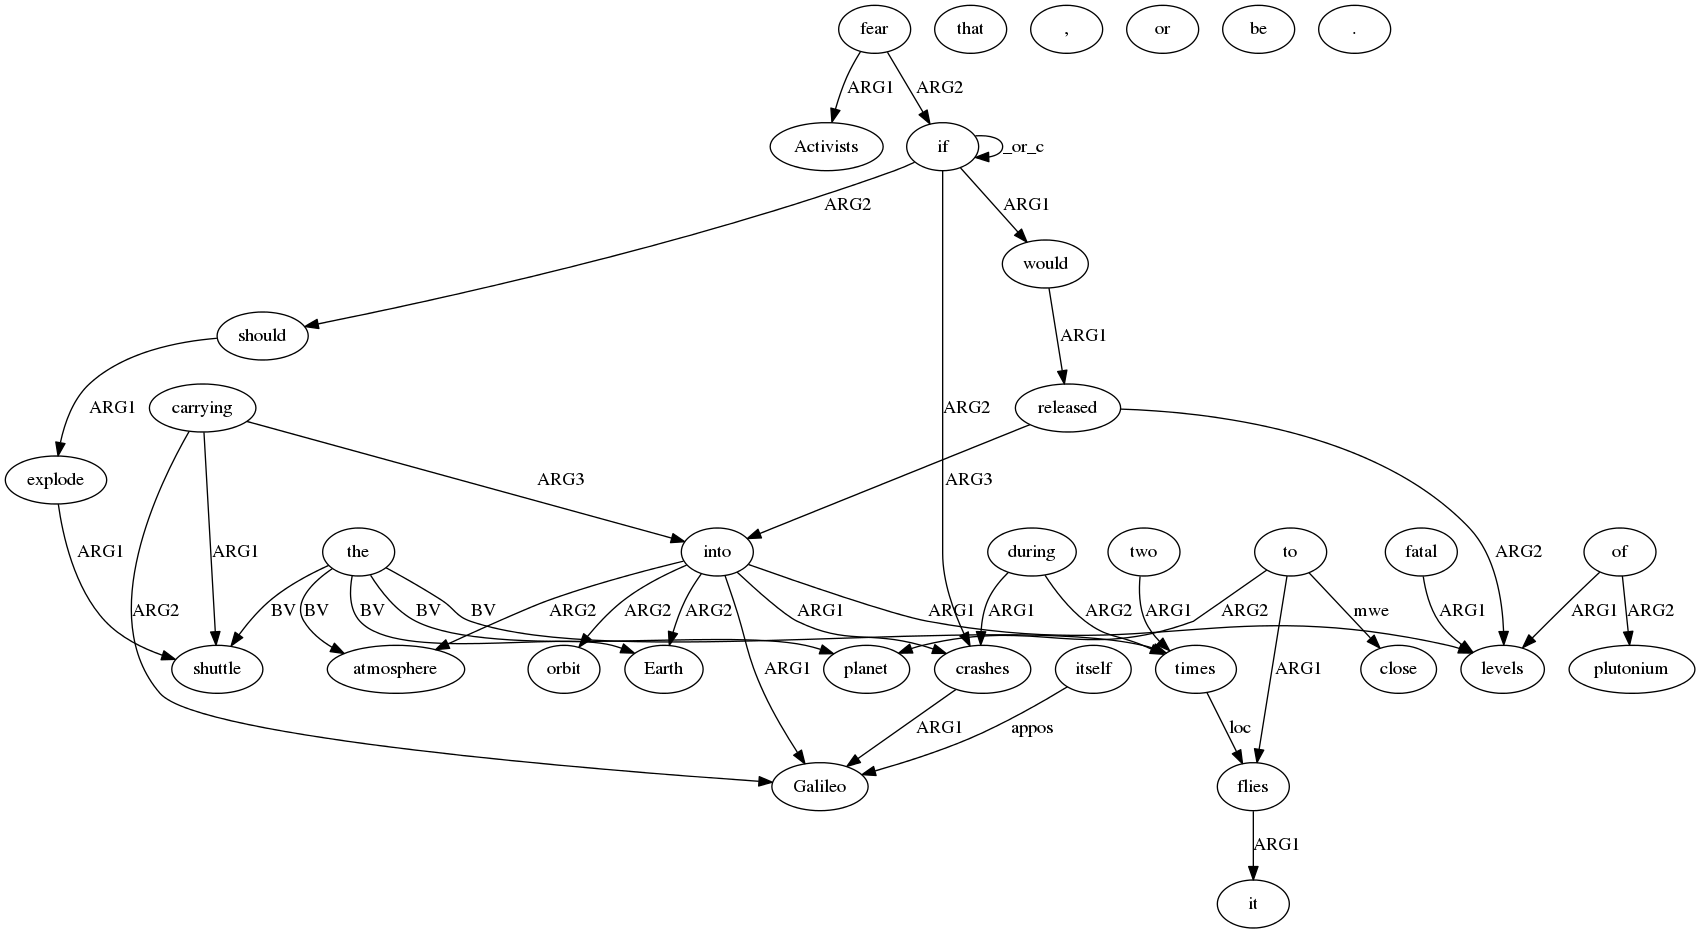 fear that , or be .
ARG1 ARG2
Activists if _or_c
ARG2 ARG1
would
should ARG1
carrying ARG1 ARG2 released
explode ARG3 ARG3
ARG1 ARG1 the into during two to fatal of ARG2
ARG2 BV BV BV BV BV ARG2 ARG2 ARG2 ARG1 ARG1 ARG1 ARG2 ARG1 ARG2 mwe ARG1 ARG1 ARG2
shuttle atmosphere orbit Earth ARG1 planet crashes itself times ARG1 close levels plutonium
ARG1 appos loc
Galileo flies
ARG1
it